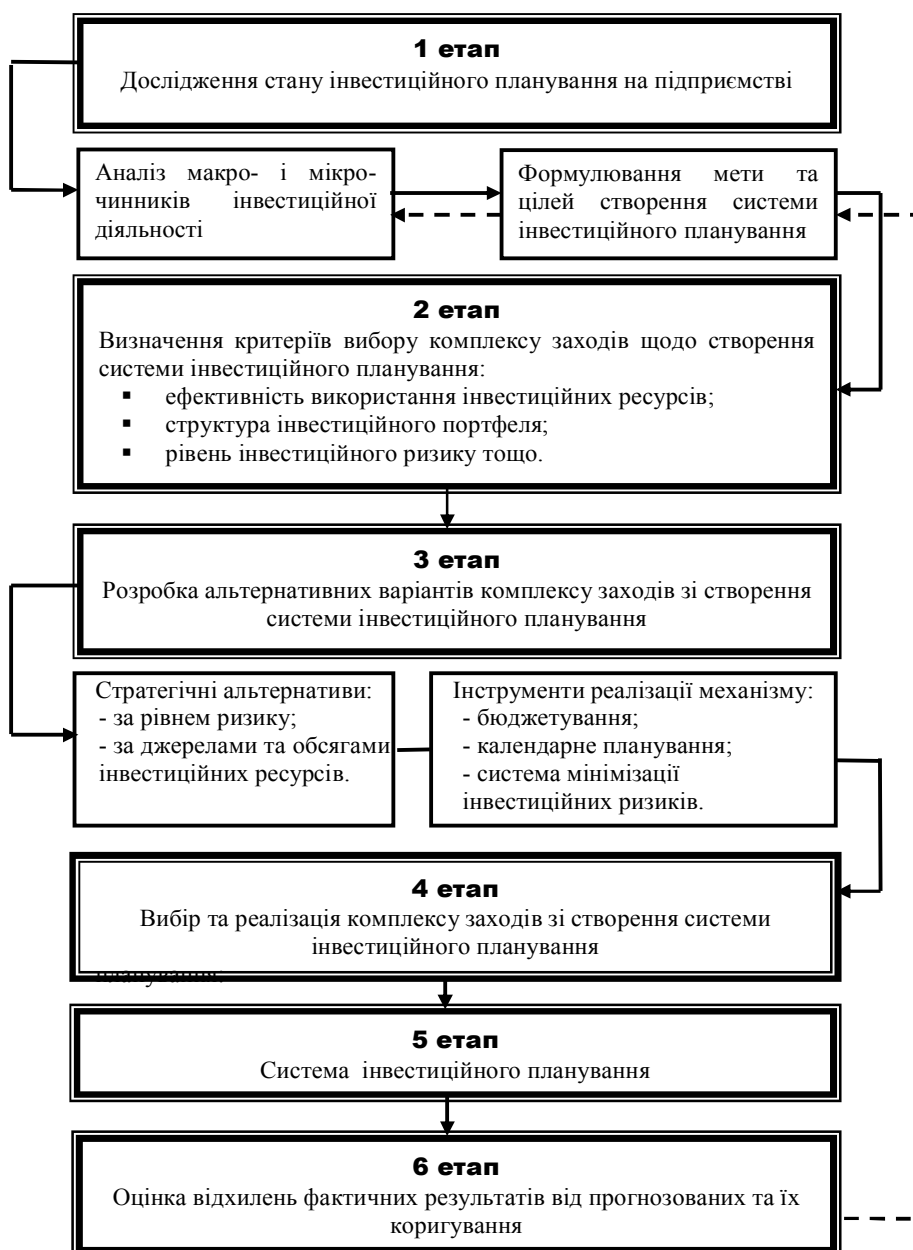 1 етап
Дослідження стану інвестиційного планування на підприємстві
Аналіз макро- і мікро-
чинників інвестиційної
діяльності
Формулювання мети та
цілей створення системи
інвестиційного планування
2 етап
Визначення критеріїв вибору комплексу заходів щодо створення
системи інвестиційного планування:
▪ ефективність використання інвестиційних ресурсів;
▪ структура інвестиційного портфеля;
▪ рівень інвестиційного ризику тощо.
3 етап
Розробка альтернативних варіантів комплексу заходів зі створення
системи інвестиційного планування
Стратегічні альтернативи:
- за рівнем ризику;
- за джерелами та обсягами
інвестиційних ресурсів.
Інструменти реалізації механізму:
- бюджетування;
- календарне планування;
- система мінімізації
інвестиційних ризиків.
4 етап
Вибір та реалізація комплексу заходів зі створення системи
інвестиційного планування
планування:
5 етап
Система інвестиційного планування
6 етап
Оцінка відхилень фактичних результатів від прогнозованих та їх
коригування